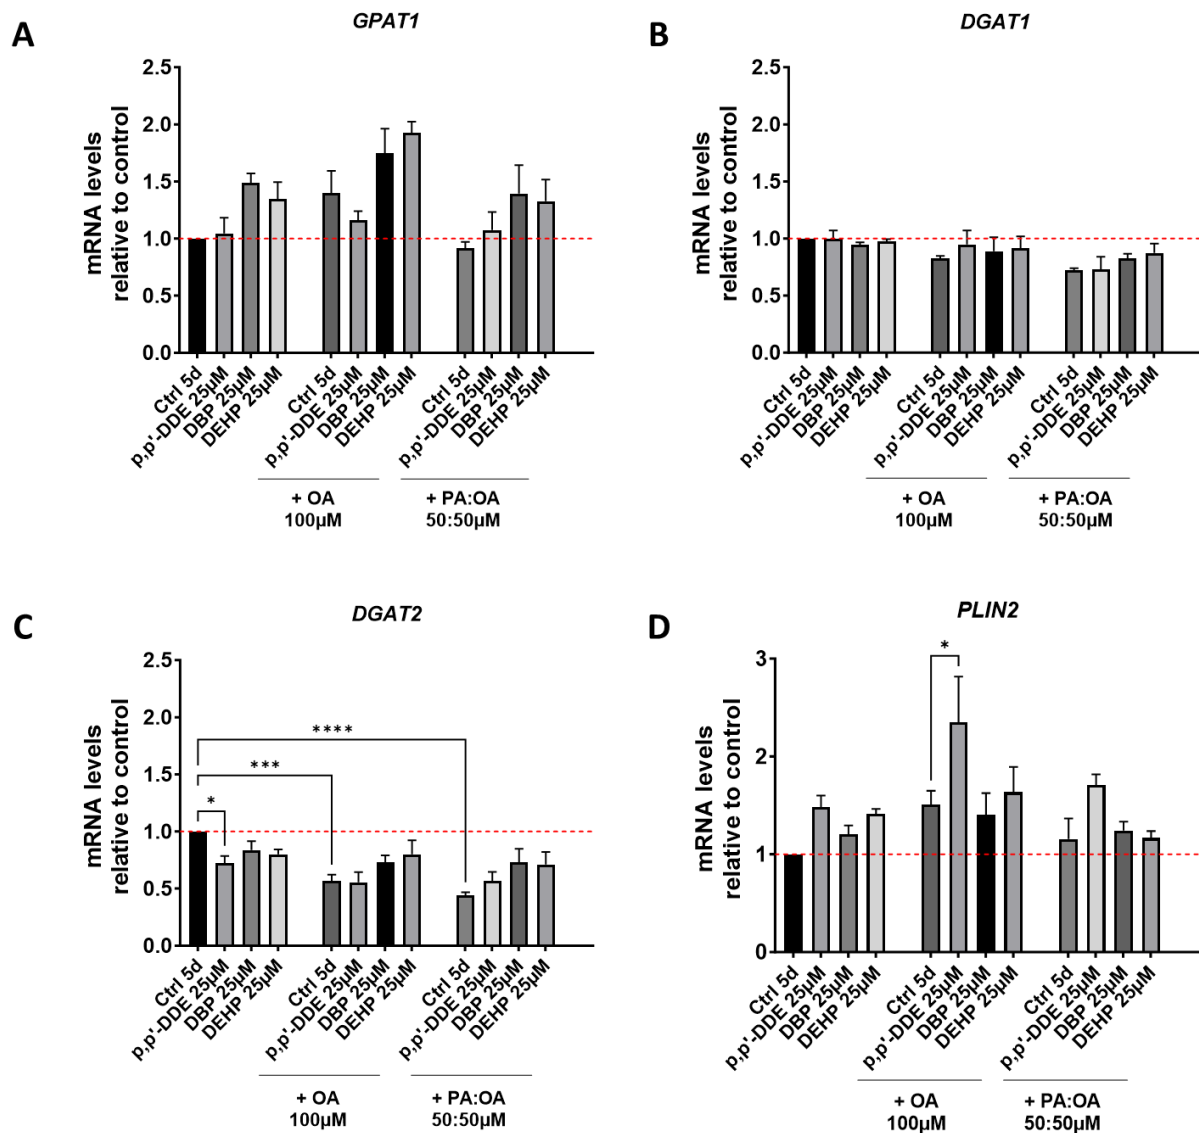 A
GPAT1
mRNA levels
relative to control
2.5
2.0
1.5
1.0
0.5
0.0
Ctrl 5d
p,p'-DDE 25µM
DBP 25µM
DEHP 25µM
Ctrl 5d
p,p'-DDE 25µM
DBP 25µM
DEHP 25µM
Ctrl 5d
p,p'-DDE 25µM
DBP 25µM
DEHP 25µM
+ OA
100µM
+ PA:OA
50:50µM
B
DGAT1
mRNA levels
relative to control
2.5
2.0
1.5
1.0
0.5
0.0
Ctrl 5d
p,p'-DDE 25µM
DBP 25µM
DEHP 25µM
Ctrl 5d
p,p'-DDE 25µM
DBP 25µM
DEHP 25µM
Ctrl 5d
p,p'-DDE 25µM
DBP 25µM
DEHP 25µM
+ OA
100µM
+ PA:OA
50:50µM
C
DGAT2
mRNA levels
relative to control
2.5
2.0
1.5
1.0
0.5
0.0
****
***
*
Ctrl 5d
p,p'-DDE 25µM
DBP 25µM
DEHP 25µM
Ctrl 5d
p,p'-DDE 25µM
DBP 25µM
DEHP 25µM
Ctrl 5d
p,p'-DDE 25µM
DBP 25µM
DEHP 25µM
+ OA
100µM
+ PA:OA
50:50µM
D
PLIN2
mRNA levels
relative to control
3
2
1
0
*
Ctrl 5d
p,p'-DDE 25µM
DBP 25µM
DEHP 25µM
Ctrl 5d
p,p'-DDE 25µM
DBP 25µM
DEHP 25µM
Ctrl 5d
p,p'-DDE 25µM
DBP 25µM
DEHP 25µM
+ OA
100µM
+ PA:OA
50:50µM